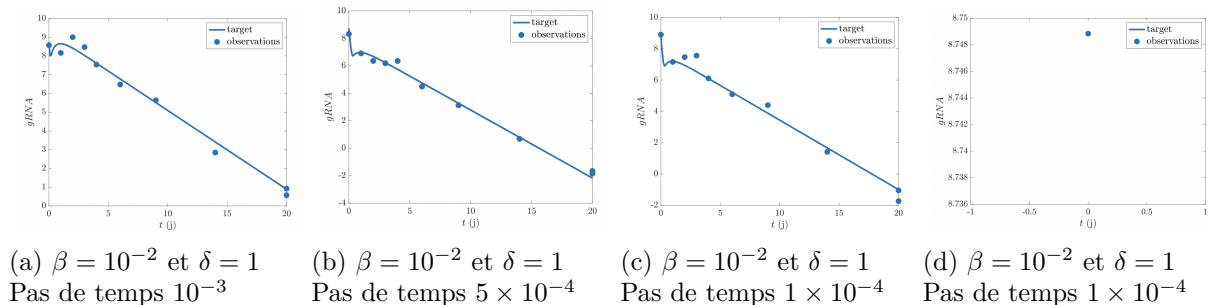 10
9
8
7
6
5
4
3
2
1
0
gRNA
0 5 10 15 20
t (j)
target
observations
10
8
6
4
2
0
-2
-4
gRNA
0 5 10 15 20
t (j)
target
observations
10
8
6
4
2
0
-2
gRNA
0 5 10 15 20
t (j)
target
observations
8.75
8.748
8.746
8.744
8.742
8.74
8.738
8.736
gRNA
-1 -0.5 0 0.5 1
t (j)
target
observations
(a) β = 10⁻² et δ = 1
Pas de temps 10⁻³
(b) β = 10⁻² et δ = 1
Pas de temps 5 × 10⁻⁴
(c) β = 10⁻² et δ = 1
Pas de temps 1 × 10⁻⁴
(d) β = 10⁻² et δ = 1
Pas de temps 1 × 10⁻⁴